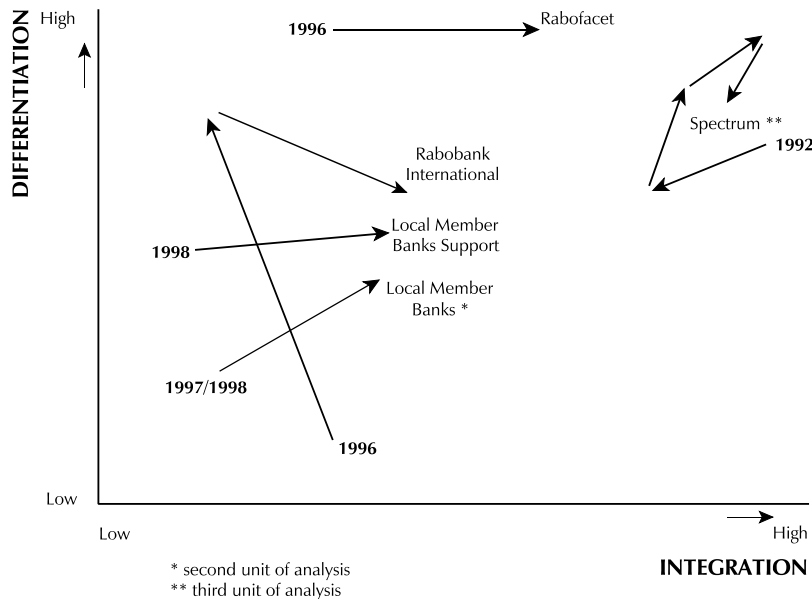 High
DIFFERENTIATION
1996
Rabofacet
Spectrum **
1992
Rabobank
International
Local Member
Banks Support
1998
Local Member
Banks *
1997/1998
1996
Low
Low
High
INTEGRATION
* second unit of analysis
** third unit of analysis